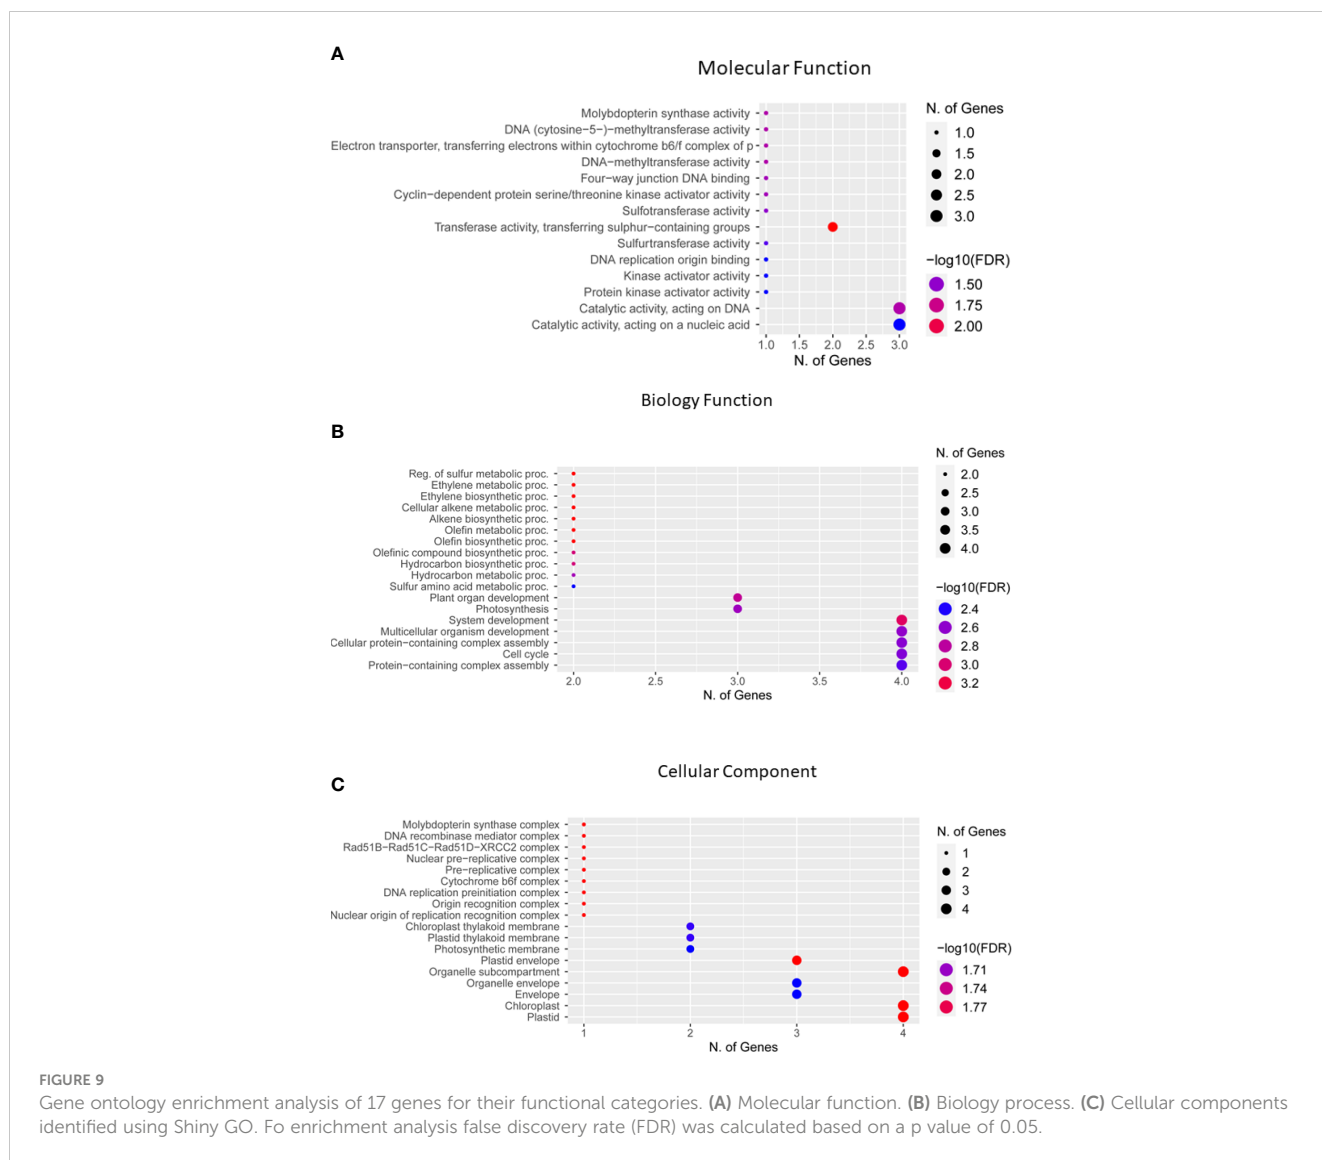 A
Molecular Function
Molybdopterin synthase activity
DNA (cytosine−5−)−methyltransferase activity
Electron transporter, transferring electrons within cytochrome b6/f complex of p
DNA−methyltransferase activity
Four−way junction DNA binding
Cyclin−dependent protein serine/threonine kinase activator activity
Sulfotransferase activity
Transferase activity, transferring sulphur−containing groups
Sulfurtransferase activity
DNA replication origin binding
Kinase activator activity
Protein kinase activator activity
Catalytic activity, acting on DNA
Catalytic activity, acting on a nucleic acid
1.0 1.5 2.0 2.5 3.0
N. of Genes
N. of Genes
1.0
1.5
2.0
2.5
3.0
−log10(FDR)
1.50
1.75
2.00
Biology Function
B
Reg. of sulfur metabolic proc.
Ethylene metabolic proc.
Ethylene biosynthetic proc.
Cellular alkene metabolic proc.
Alkene biosynthetic proc.
Olefin metabolic proc.
Olefin biosynthetic proc.
Olefinic compound biosynthetic proc.
Hydrocarbon biosynthetic proc.
Hydrocarbon metabolic proc.
Sulfur amino acid metabolic proc.
Plant organ development
Photosynthesis
System development
Multicellular organism development
Cellular protein−containing complex assembly
Cell cycle
Protein−containing complex assembly
2.0 2.5 3.0 3.5 4.0
N. of Genes
N. of Genes
2.0
2.5
3.0
3.5
4.0
−log10(FDR)
2.4
2.6
2.8
3.0
3.2
Cellular Component
C
Molybdopterin synthase complex
DNA recombinase mediator complex
Rad51B−Rad51C−Rad51D−XRCC2 complex
Nuclear pre−replicative complex
Pre−replicative complex
Cytochrome b6f complex
DNA replication preinitiation complex
Origin recognition complex
Nuclear origin of replication recognition complex
Chloroplast thylakoid membrane
Plastid thylakoid membrane
Photosynthetic membrane
Plastid envelope
Organelle subcompartment
Organelle envelope
Envelope
Chloroplast
Plastid
1 2 3 4
N. of Genes
N. of Genes
1
2
3
4
−log10(FDR)
1.71
1.74
1.77
FIGURE 9
Gene ontology enrichment analysis of 17 genes for their functional categories. (A) Molecular function. (B) Biology process. (C) Cellular components
identified using Shiny GO. Fo enrichment analysis false discovery rate (FDR) was calculated based on a p value of 0.05.